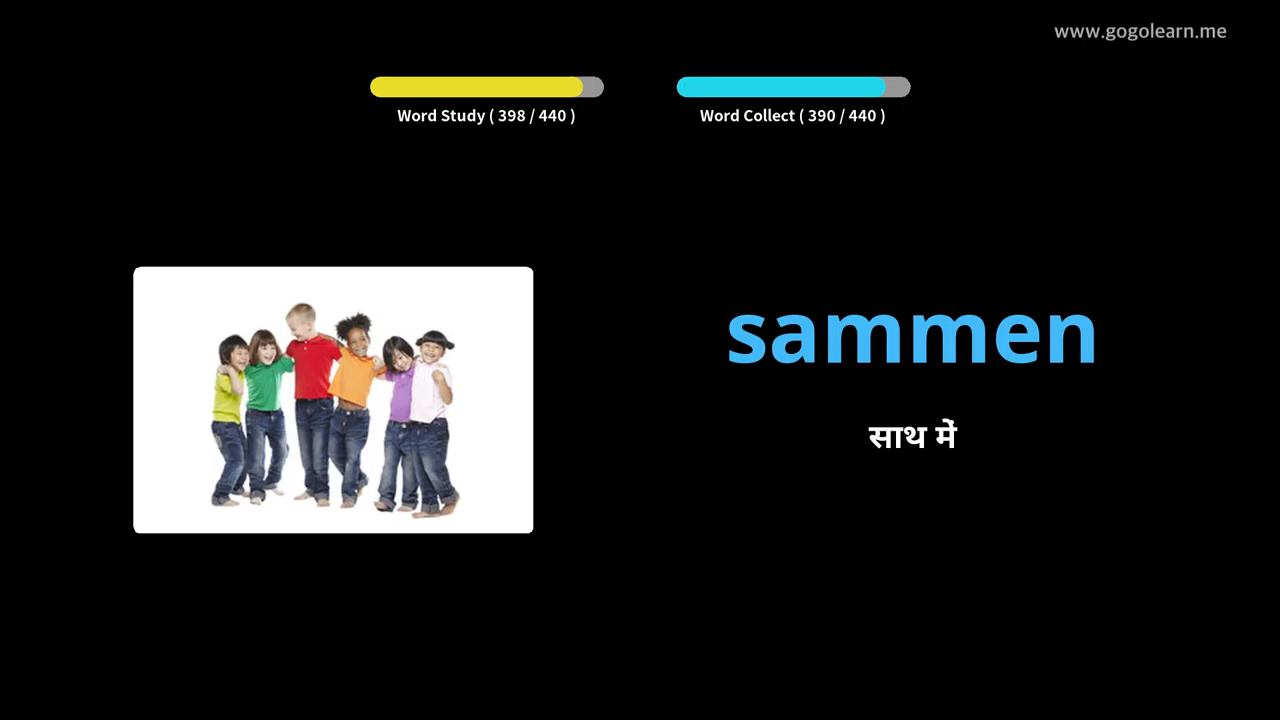 www.gogolearn.me
Word Study ( 398 / 440 )
Word Collect ( 390 / 440 )
sammen
साथ में